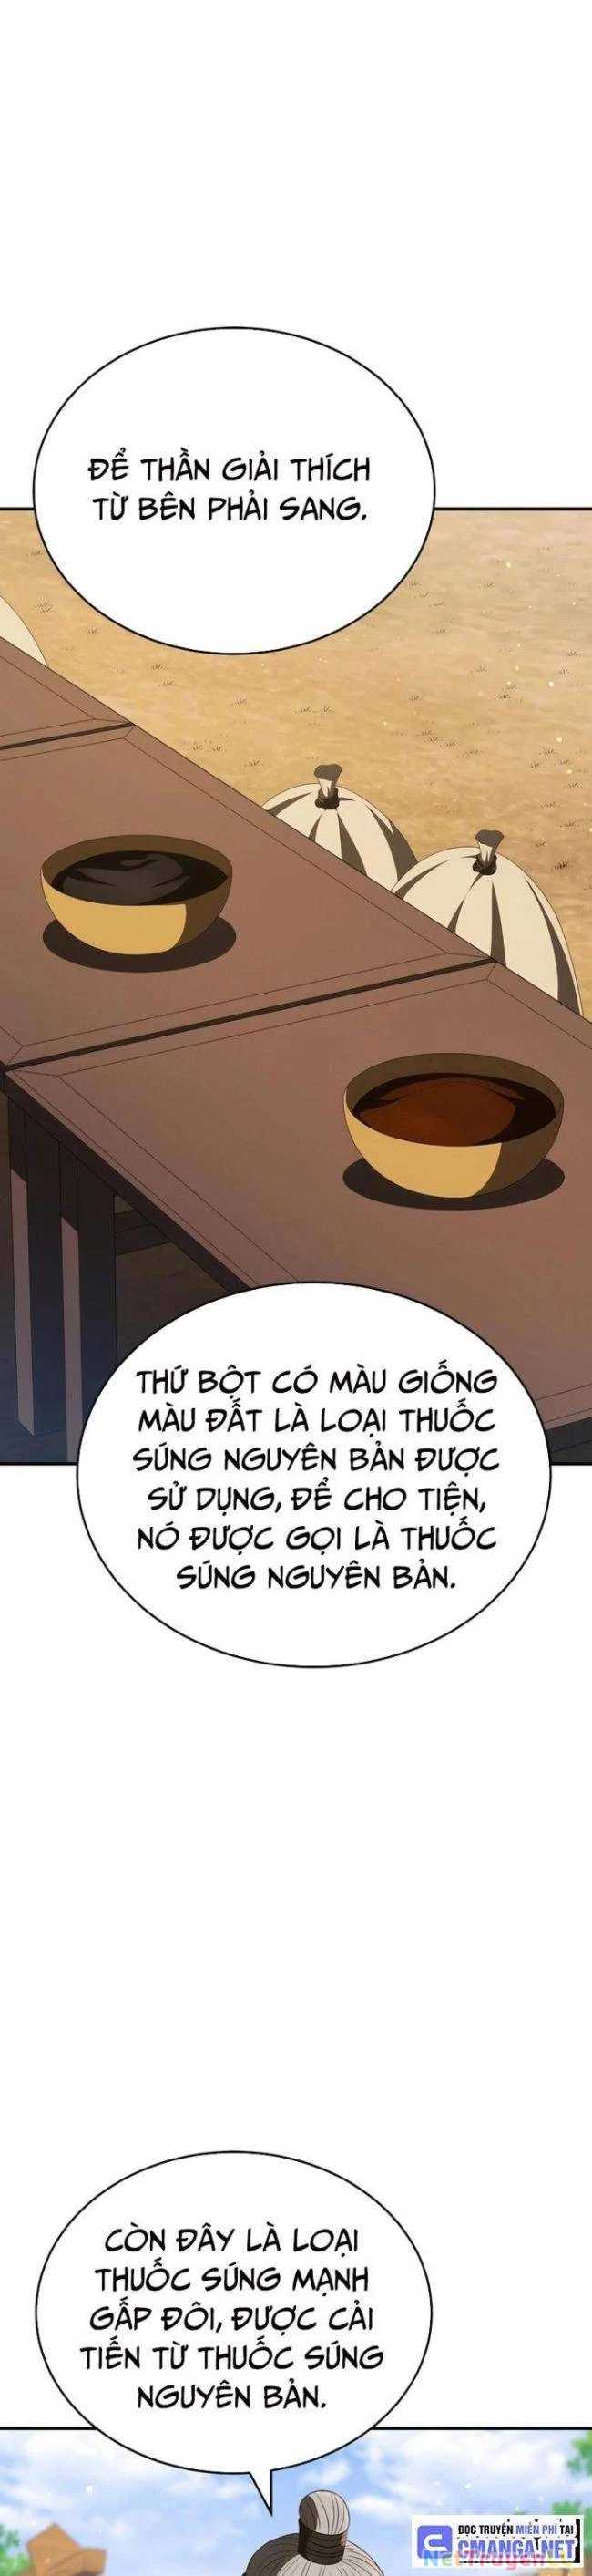 ĐỂ THẦN GIẢI THÍCH
TỪ BÊN PHẢI SANG.
THỨ BỘT CÓ MÀU GIỐNG
MÀU ĐẤT LÀ LOẠI THUỐC
SÚNG NGUYÊN BẢN ĐƯỢC
SỬ DỤNG, ĐỂ CHO TIỆN,
NÓ ĐƯỢC GỌI LÀ THUỐC
SÚNG NGUYÊN BẢN.
CÒN ĐÂY LÀ LOẠI
THUỐC SÚNG MẠNH
GẤP ĐÔI, ĐƯỢC CẢI
TIẾN TỪ THUỐC SÚNG
NGUYÊN BẢN.
ĐỌC TRUYỆN MIỄN PHÍ TẠI
CMANGA.NET
NetTruyen